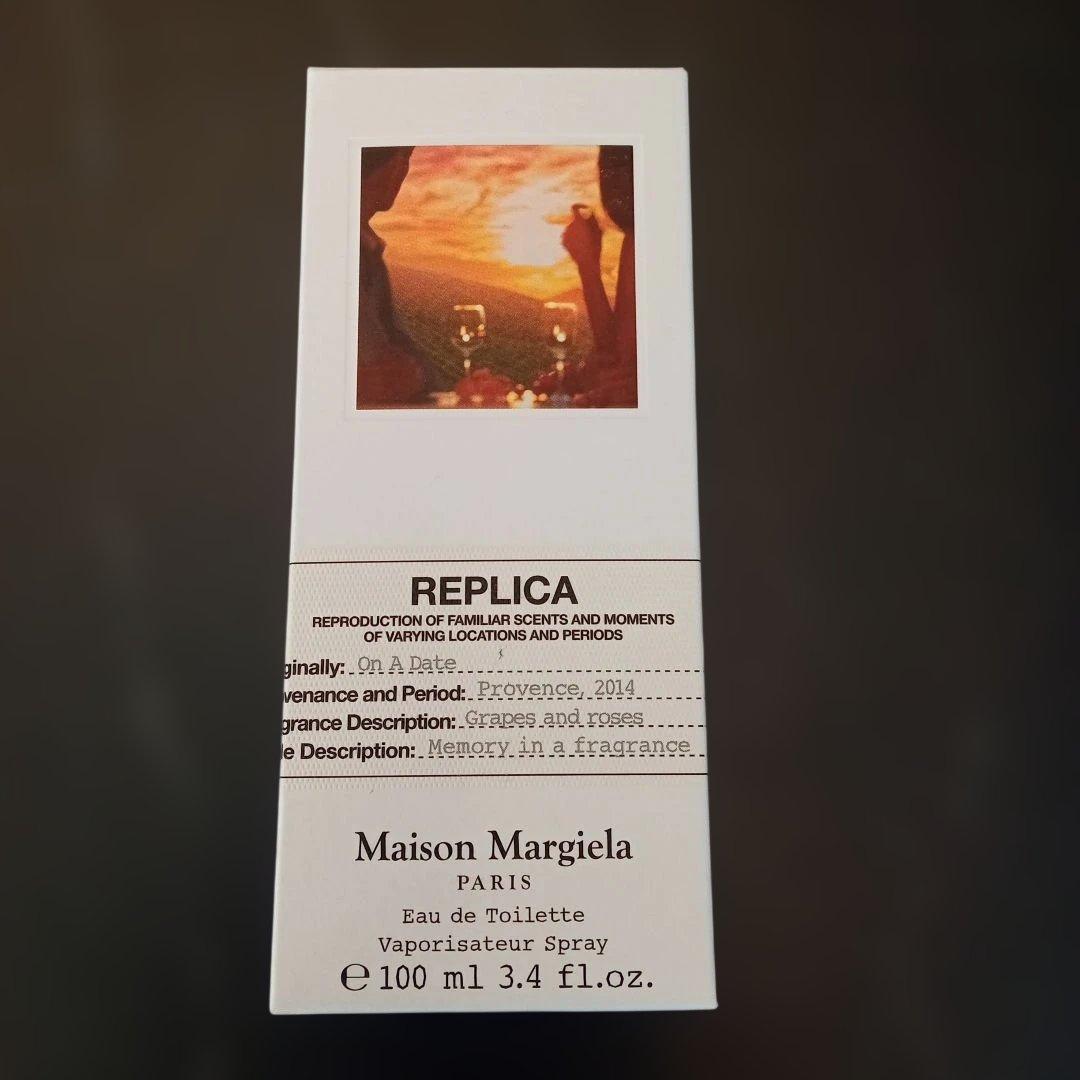 REPLICA
REPRODUCTION OF FAMILIAR SCENTS AND MOMENTS
OF VARYING LOCATIONS AND PERIODS
ginally: On A Date
venance and Period: Provence, 2014
grance Description: Grapes and roses
le Description: Memory in a fragrance
Maison Margiela
PARIS
Eau de Toilette
Vaporisateur Spray
℮ 100 ml 3.4 fl.oz.